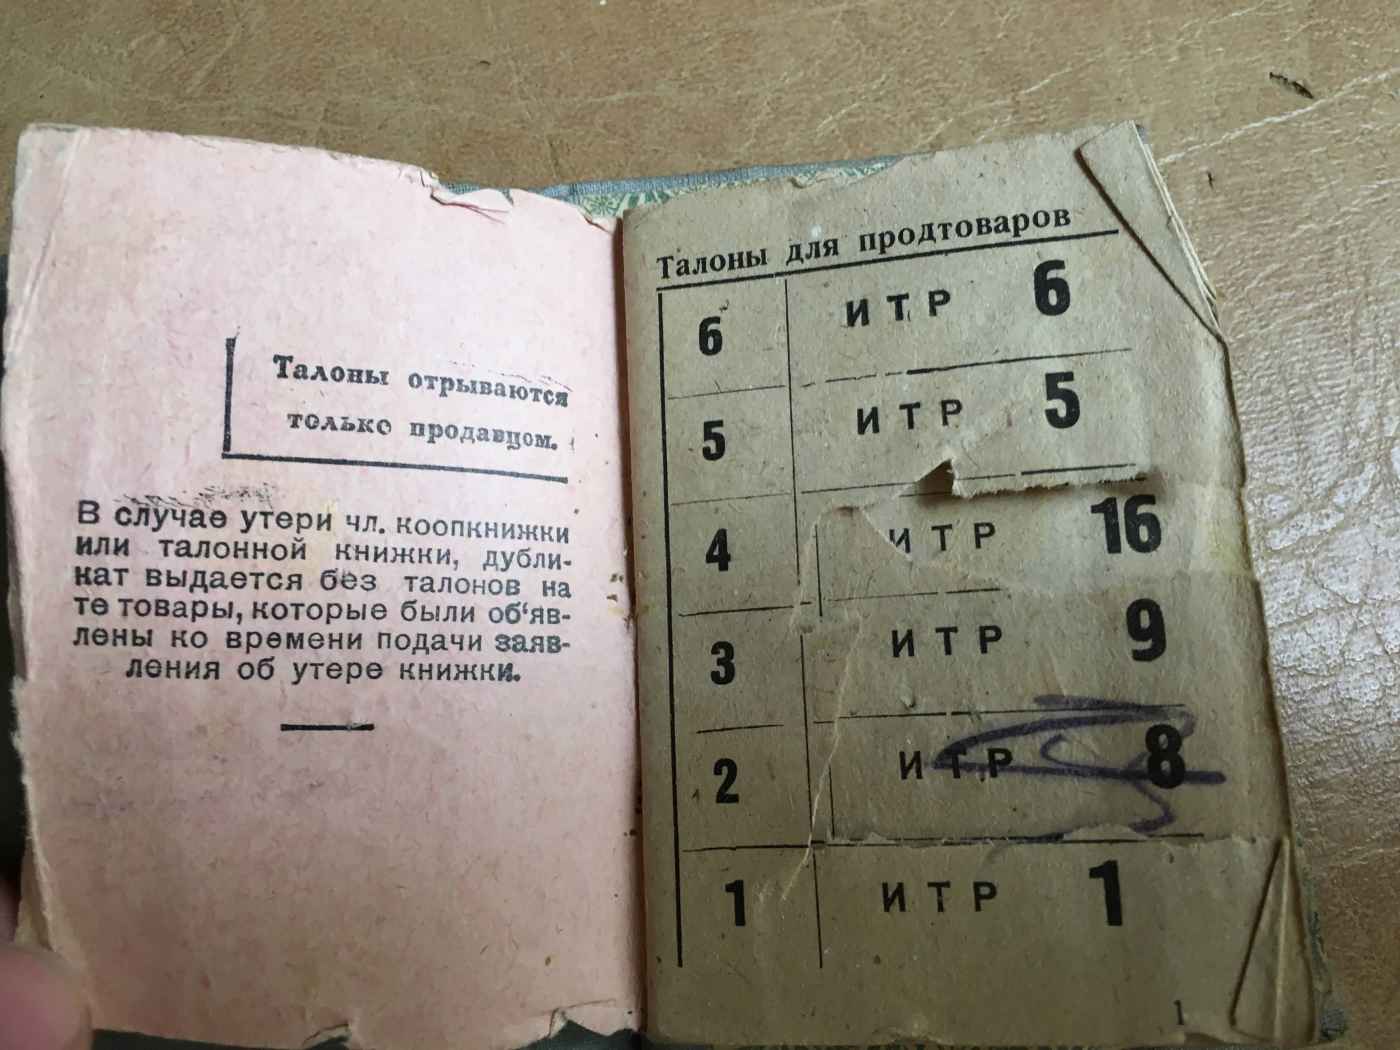 Талоны отрываются
только продавцом.
В случае утери чл. коопкнижки
или талонной книжки, дубли-
кат выдается без талонов на
те товары, которые были об‘яв-
лены ко времени подачи заяв-
ления об утере книжки.
Талоны для продтоваров
6 ИТР 6
5 ИТР 5
4 ИТР 16
3 ИТР 9
2 ИТР 8
1 ИТР 1
1